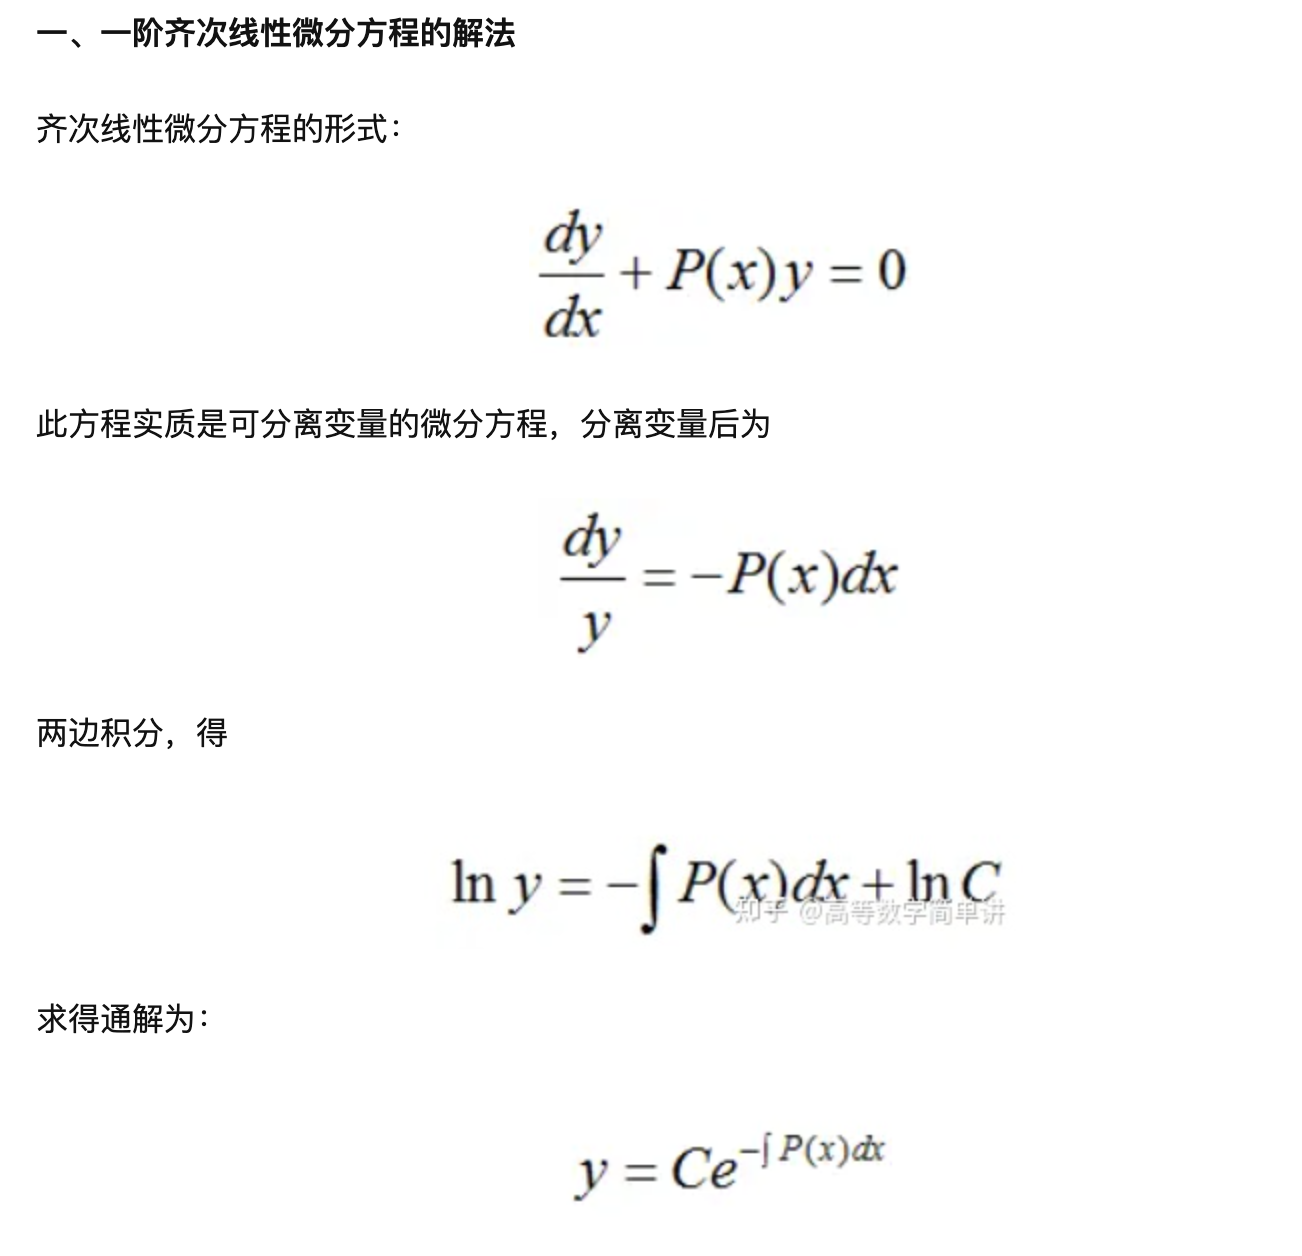 一、一阶齐次线性微分方程的解法
齐次线性微分方程的形式：
dy/dx + P(x)y = 0
此方程实质是可分离变量的微分方程，分离变量后为
dy/y = −P(x)dx
两边积分，得
ln y = −∫ P(x)dx + ln C
知乎 @高等数学简单讲
求得通解为：
y = Ce^{−∫ P(x)dx}